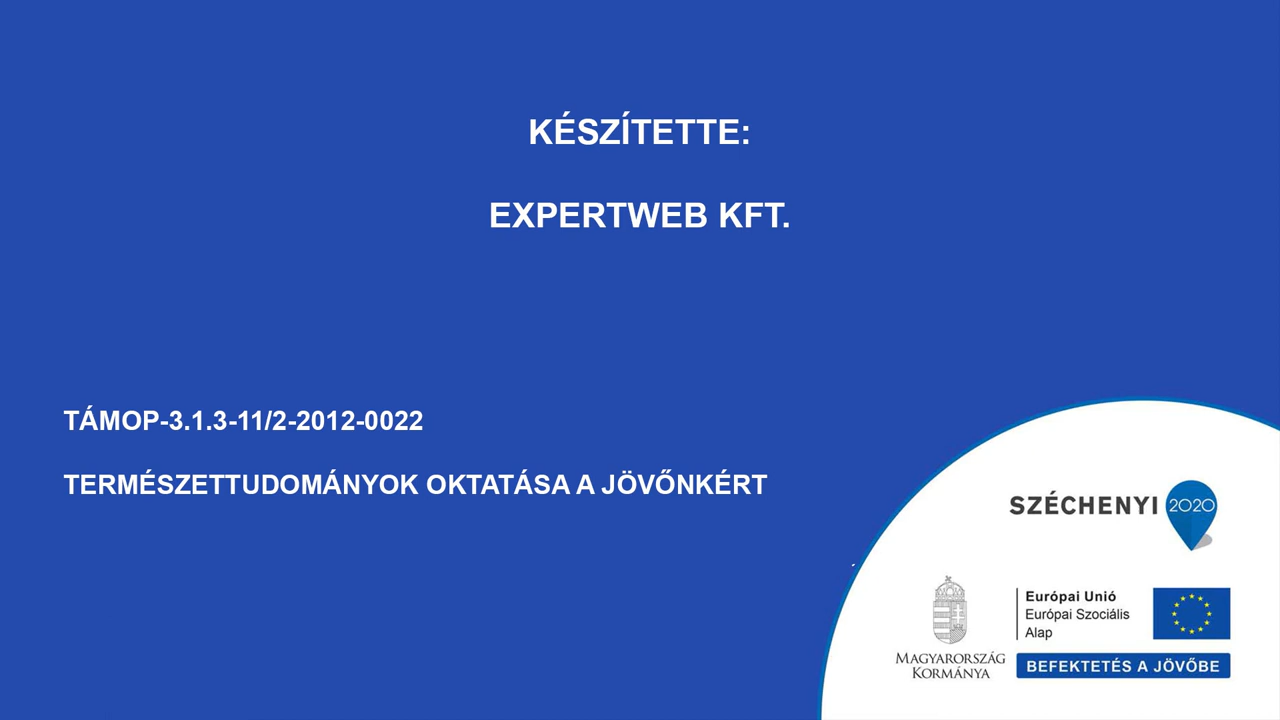 KÉSZÍTETTE:
EXPERTWEB KFT.
TÁMOP-3.1.3-11/2-2012-0022
TERMÉSZETTUDOMÁNYOK OKTATÁSA A JÖVŐNKÉRT
SZÉCHENYI 2020
MAGYARORSZÁG
KORMÁNYA
Európai Unió
Európai Szociális
Alap
BEFEKTETÉS A JÖVŐBE